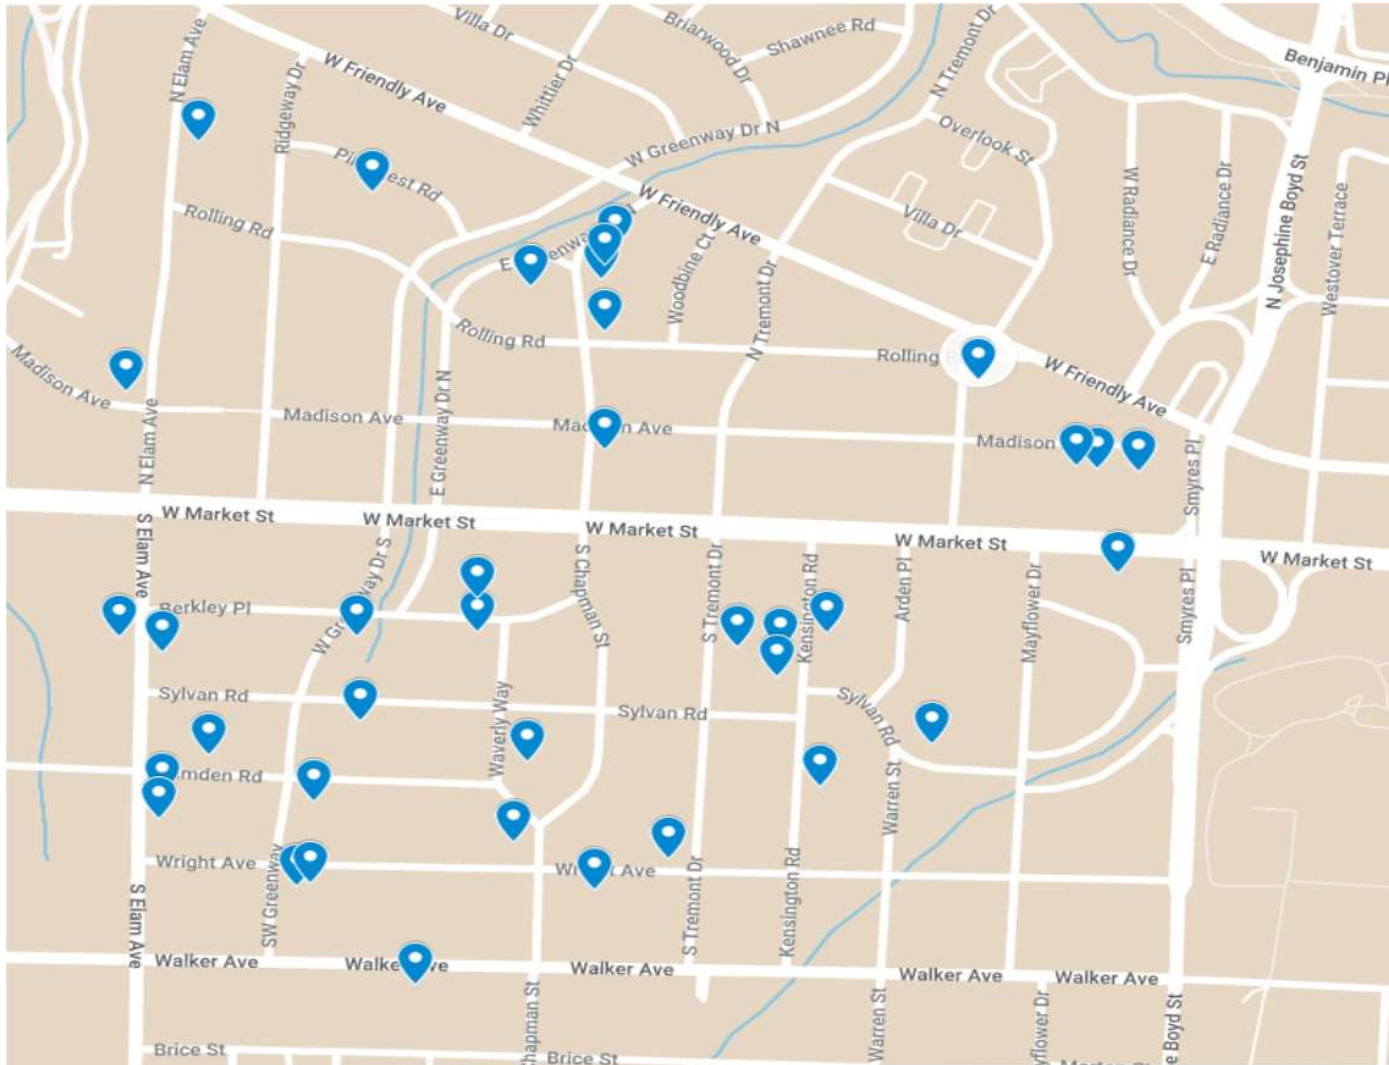 Villa Dr
Briarwood Dr
Shawnee Rd
N Tremont Dr
Benjamin
N Elam Ave
W Friendly Ave
Whittier Dr
Ridgeway Dr
W Greenway Dr N
Overlook St
Rd
Rolling Rd
W Friendly Ave
Villa Dr
W Radiance Dr
E Radiance Dr
N Josephine Boyd St
Westover Terrace
E
Woodbine Ct
N Tremont Dr
Rolling Rd
Rolling
W Friendly Ave
Madison Ave
N Elam Ave
Madison Ave
E Greenway Dr N
Ave
Madison
Smyres Pl
W Market St
W Market St
W Market St
W Market St
W Market St
S Elam Ave
Dr S
S Chapman St
S Tremont Dr
Kensington Rd
Arden Pl
Mayflower Dr
Smyres Pl
Berkley Pl
Sylvan Rd
Waverly Way
Sylvan Rd
Sylvan Rd
Rd
Warren St
Wright Ave
SW Greenway
Ave
S Tremont Dr
Kensington Rd
S Elam Ave
Walker Ave
Walker Ave
Walker Ave
Walker Ave
Warren St
Boyd St
Brice St
Brice St